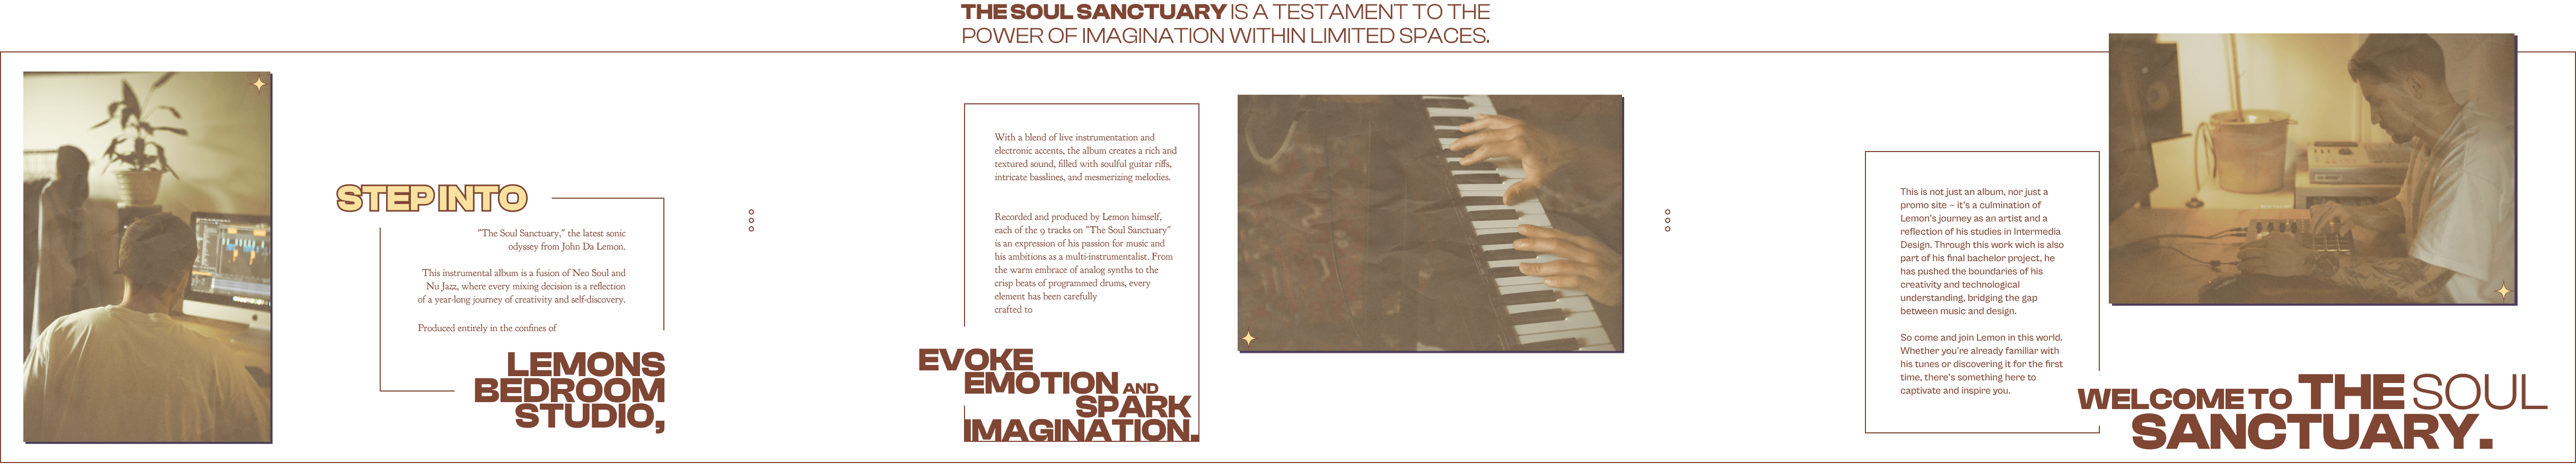 THE SOUL SANCTUARY IS A TESTAMENT TO THE
POWER OF IMAGINATION WITHIN LIMITED SPACES.
STEP INTO
"The Soul Sanctuary," the latest sonic
odyssey from John Da Lemon.
This instrumental album is a fusion of Neo Soul and
Nu Jazz, where every mixing decision is a reflection
of a year-long journey of creativity and self-discovery.
Produced entirely in the confines of
LEMONS
BEDROOM
STUDIO,
With a blend of live instrumentation and
electronic accents, the album creates a rich and
textured sound, filled with soulful guitar riffs,
intricate basslines, and mesmerizing melodies.
Recorded and produced by Lemon himself,
each of the 9 tracks on "The Soul Sanctuary"
is an expression of his passion for music and
his ambitions as a multi-instrumentalist. From
the warm embrace of analog synths to the
crisp beats of programmed drums, every
element has been carefully
crafted to
EVOKE
EMOTION AND
SPARK
IMAGINATION.
This is not just an album, nor just a
promo site – it's a culmination of
Lemon's journey as an artist and a
reflection of his studies in Intermedia
Design. Through this work wich is also
part of his final bachelor project, he
has pushed the boundaries of his
creativity and technological
understanding, bridging the gap
between music and design.
So come and join Lemon in this world.
Whether you're already familiar with
his tunes or discovering it for the first
time, there's something here to
captivate and inspire you.
WELCOME TO THE SOUL
SANCTUARY.